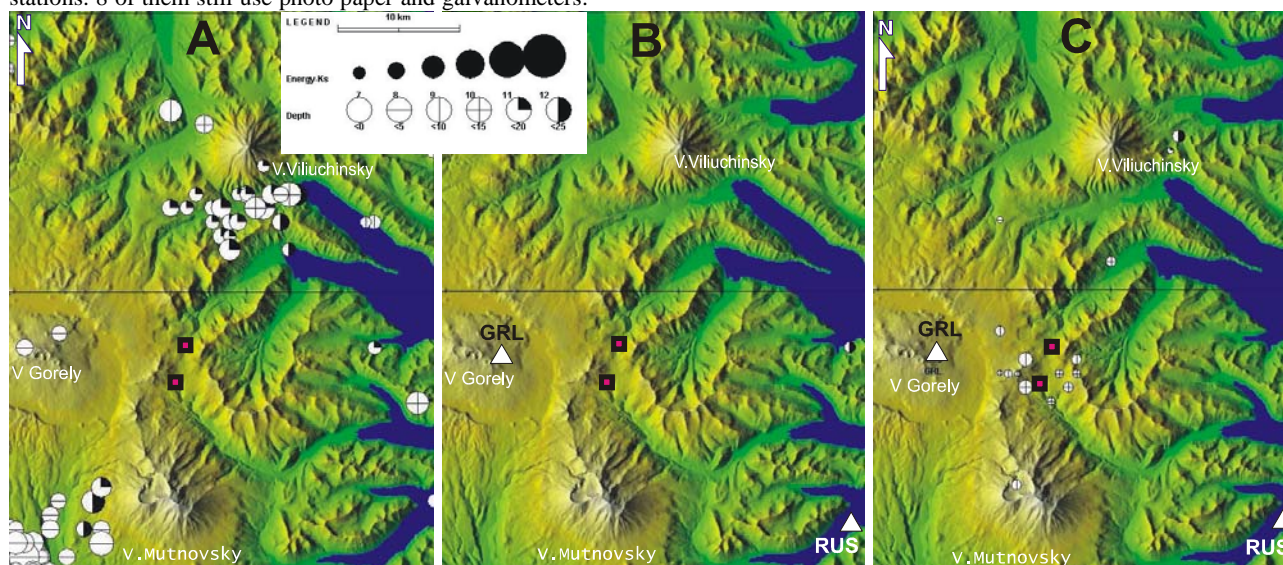 stations. 8 of them still use photo paper and galvanometers.
N
A
LEGEND
10 km
Energy-Ks
7 8 9 10 11 12
Depth
<0 <5 <10 <15 <20 <25
V.Viliuchinsky
V Gorely
V.Mutnovsky
B
V.Viliuchinsky
GRL
V Gorely
V.Mutnovsky
RUS
N
C
V.Viliuchinsky
GRL
V Gorely
GRL
V.Mutnovsky
RUS